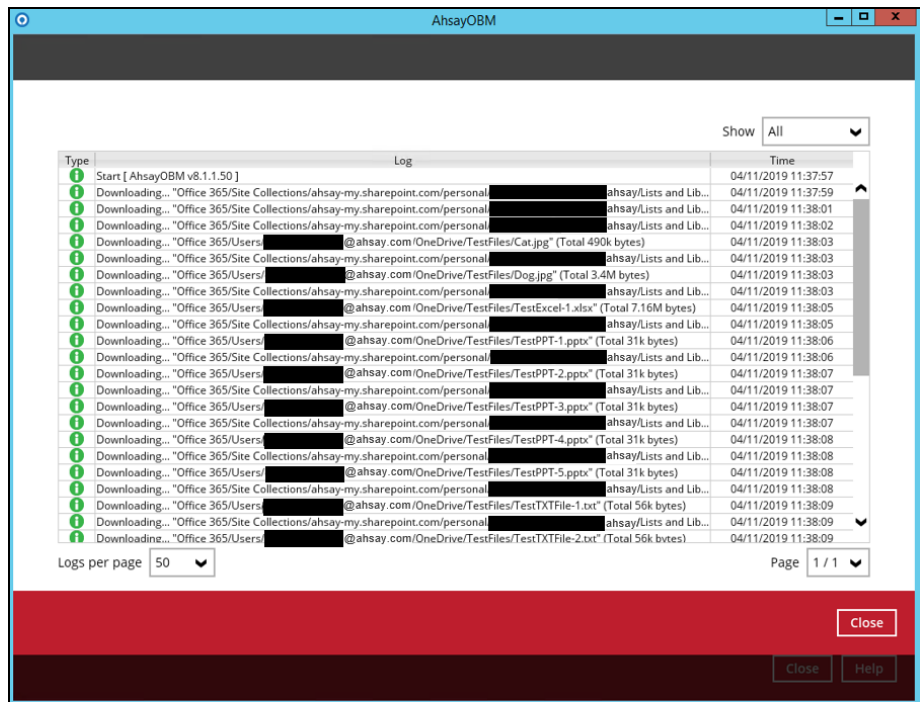 AhsayOBM
Show All
Type Log Time
Start [ AhsayOBM v8.1.1.50 ] 04/11/2019 11:37:57
Downloading... "Office 365/Site Collections/ahsay-my.sharepoint.com/personal/ ahsay/Lists and Lib... 04/11/2019 11:37:59
Downloading... "Office 365/Site Collections/ahsay-my.sharepoint.com/personal/ ahsay/Lists and Lib... 04/11/2019 11:38:01
Downloading... "Office 365/Site Collections/ahsay-my.sharepoint.com/personal/ ahsay/Lists and Lib... 04/11/2019 11:38:02
Downloading... "Office 365/Users/ @ahsay.com/OneDrive/TestFiles/Cat.jpg" (Total 490k bytes) 04/11/2019 11:38:03
Downloading... "Office 365/Site Collections/ahsay-my.sharepoint.com/personal/ ahsay/Lists and Lib... 04/11/2019 11:38:03
Downloading... "Office 365/Users/ @ahsay.com/OneDrive/TestFiles/Dog.jpg" (Total 3.4M bytes) 04/11/2019 11:38:03
Downloading... "Office 365/Site Collections/ahsay-my.sharepoint.com/personal/ ahsay/Lists and Lib... 04/11/2019 11:38:03
Downloading... "Office 365/Users/ @ahsay.com/OneDrive/TestFiles/TestExcel-1.xlsx" (Total 7.16M bytes) 04/11/2019 11:38:05
Downloading... "Office 365/Site Collections/ahsay-my.sharepoint.com/personal/ ahsay/Lists and Lib... 04/11/2019 11:38:05
Downloading... "Office 365/Users/ @ahsay.com/OneDrive/TestFiles/TestPPT-1.pptx" (Total 31k bytes) 04/11/2019 11:38:06
Downloading... "Office 365/Site Collections/ahsay-my.sharepoint.com/personal/ ahsay/Lists and Lib... 04/11/2019 11:38:06
Downloading... "Office 365/Users/ @ahsay.com/OneDrive/TestFiles/TestPPT-2.pptx" (Total 31k bytes) 04/11/2019 11:38:07
Downloading... "Office 365/Site Collections/ahsay-my.sharepoint.com/personal/ ahsay/Lists and Lib... 04/11/2019 11:38:07
Downloading... "Office 365/Users/ @ahsay.com/OneDrive/TestFiles/TestPPT-3.pptx" (Total 31k bytes) 04/11/2019 11:38:07
Downloading... "Office 365/Site Collections/ahsay-my.sharepoint.com/personal/ ahsay/Lists and Lib... 04/11/2019 11:38:07
Downloading... "Office 365/Users/ @ahsay.com/OneDrive/TestFiles/TestPPT-4.pptx" (Total 31k bytes) 04/11/2019 11:38:08
Downloading... "Office 365/Site Collections/ahsay-my.sharepoint.com/personal/ ahsay/Lists and Lib... 04/11/2019 11:38:08
Downloading... "Office 365/Users/ @ahsay.com/OneDrive/TestFiles/TestPPT-5.pptx" (Total 31k bytes) 04/11/2019 11:38:08
Downloading... "Office 365/Site Collections/ahsay-my.sharepoint.com/personal/ ahsay/Lists and Lib... 04/11/2019 11:38:08
Downloading... "Office 365/Users/ @ahsay.com/OneDrive/TestFiles/TestTXTFile-1.txt" (Total 56k bytes) 04/11/2019 11:38:09
Downloading... "Office 365/Site Collections/ahsay-my.sharepoint.com/personal/ ahsay/Lists and Lib... 04/11/2019 11:38:09
Downloading... "Office 365/Users/ @ahsay.com/OneDrive/TestFiles/TestTXTFile-2.txt" (Total 56k bytes) 04/11/2019 11:38:09
Logs per page 50 Page 1 / 1
Close
Close Help